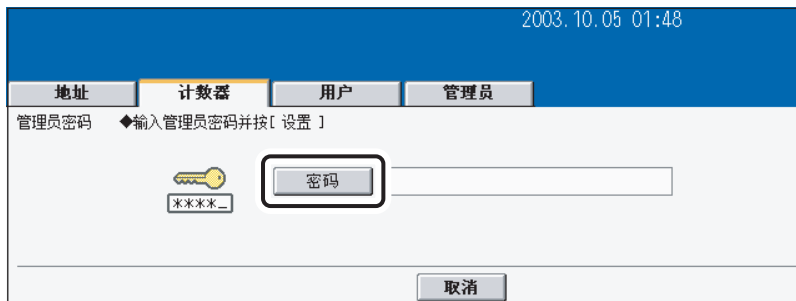 2003.10.05 01:48
地址 计数器 用户 管理员
管理员密码 ◆输入管理员密码并按[ 设置 ]
密码
****_
取消